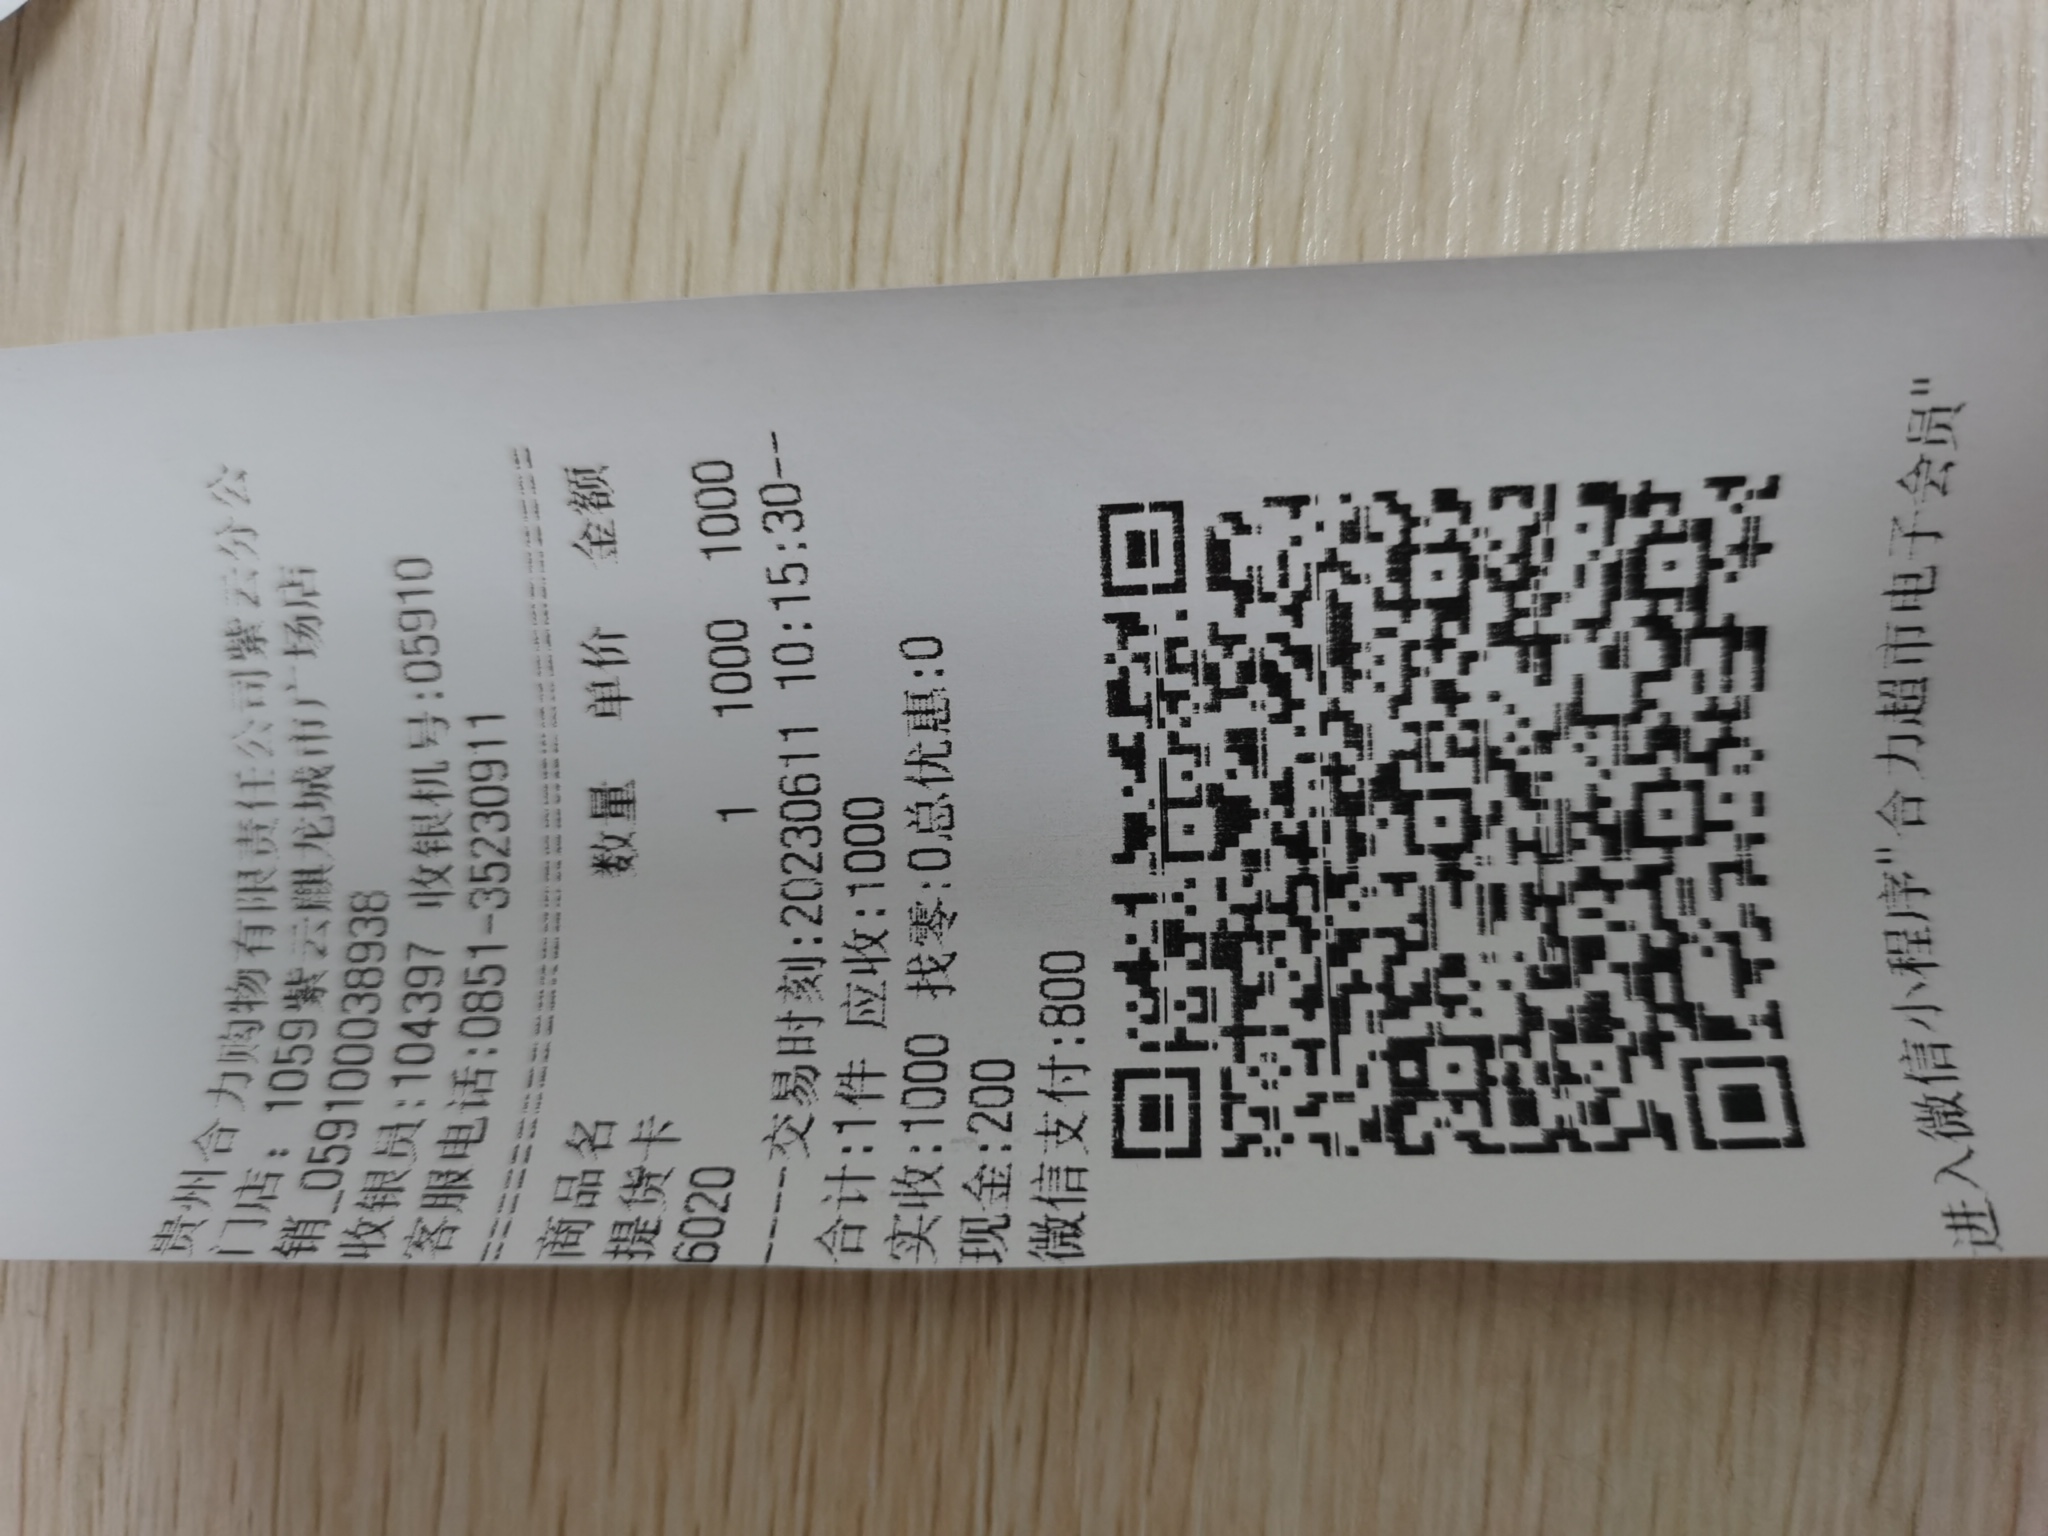 贵州合力购物有限责任公司紫云分公
门店：1059紫云麒龙城市广场店
销_0591000038938
收银员:104397 收银机号:05910
客服电话:0851-35230911
================================
商品名 数量 单价 金额
提货卡
6020 1 1000 1000
----交易时刻:20230611 10:15:30--
合计:1件 应收:1000
实收:1000 找零:0总优惠:0
现金:200
微信支付:800
进入微信小程序"合力超市电子会员"